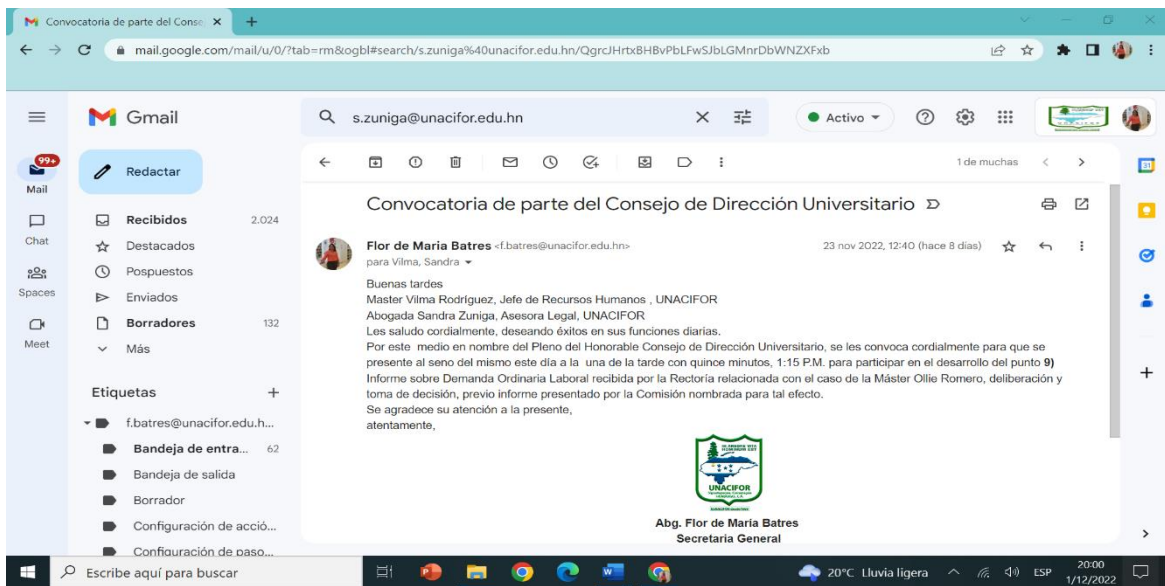 Convocatoria de parte del Conse
mail.google.com/mail/u/0/?tab=rm&ogbl#search/s.zuniga%40unacifor.edu.hn/QgrcJHrtxBHBvPbLFwSJbLGMnrDbWNZXFxb
Gmail
s.zuniga@unacifor.edu.hn
Activo
99+
Mail
Chat
Spaces
Meet
Redactar
Recibidos 2.024
Destacados
Pospuestos
Enviados
Borradores 132
Más
Etiquetas
f.batres@unacifor.edu.h...
Bandeja de entra... 62
Bandeja de salida
Borrador
Configuración de acció...
Configuración de paso...
1 de muchas
31
Convocatoria de parte del Consejo de Dirección Universitario
Flor de Maria Batres <f.batres@unacifor.edu.hn>
23 nov 2022, 12:40 (hace 8 días)
para Vilma, Sandra
Buenas tardes
Master Vilma Rodríguez, Jefe de Recursos Humanos , UNACIFOR
Abogada Sandra Zuniga, Asesora Legal, UNACIFOR
Les saludo cordialmente, deseando éxitos en sus funciones diarias.
Por este medio en nombre del Pleno del Honorable Consejo de Dirección Universitario, se les convoca cordialmente para que se
presente al seno del mismo este día a la una de la tarde con quince minutos, 1:15 P.M. para participar en el desarrollo del punto 9)
Informe sobre Demanda Ordinaria Laboral recibida por la Rectoría relacionada con el caso de la Máster Ollie Romero, deliberación y
toma de decisión, previo informe presentado por la Comisión nombrada para tal efecto.
Se agradece su atención a la presente,
atentamente,
UNACIFOR
Abg. Flor de Maria Batres
Secretaria General
Escribe aquí para buscar
20°C Lluvia ligera
ESP
20:00
1/12/2022